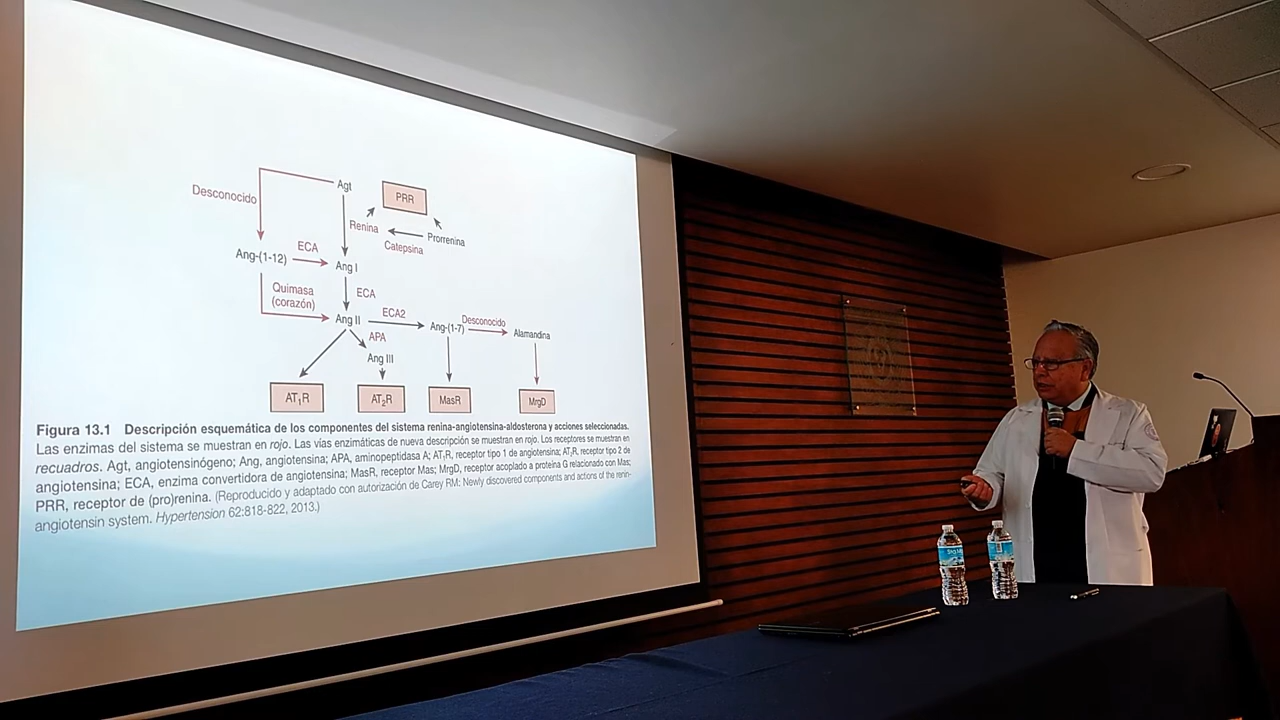 Agt
PRR
Desconocido
Renina
Prorrenina
Catepsina
Ang-(1-12)
ECA
Ang I
Quimasa
(corazón)
ECA
Ang II
ECA2
Ang-(1-7)
Desconocido
Alamandina
APA
Ang III
AT₁R
AT₂R
MasR
MrgD
Figura 13.1 Descripción esquemática de los componentes del sistema renina-angiotensina-aldosterona y acciones seleccionadas.
Las enzimas del sistema se muestran en rojo. Las vías enzimáticas de nueva descripción se muestran en rojo. Los receptores se muestran en
recuadros. Agt, angiotensinógeno; Ang, angiotensina; APA, aminopeptidasa A; AT₁R, receptor tipo 1 de angiotensina; AT₂R, receptor tipo 2 de
angiotensina; ECA, enzima convertidora de angiotensina; MasR, receptor Mas; MrgD, receptor acoplado a proteína G relacionado con Mas;
PRR, receptor de (pro)renina. (Reproducido y adaptado con autorización de Carey RM: Newly discovered components and actions of the renin-
angiotensin system. Hypertension 62:818-822, 2013.)